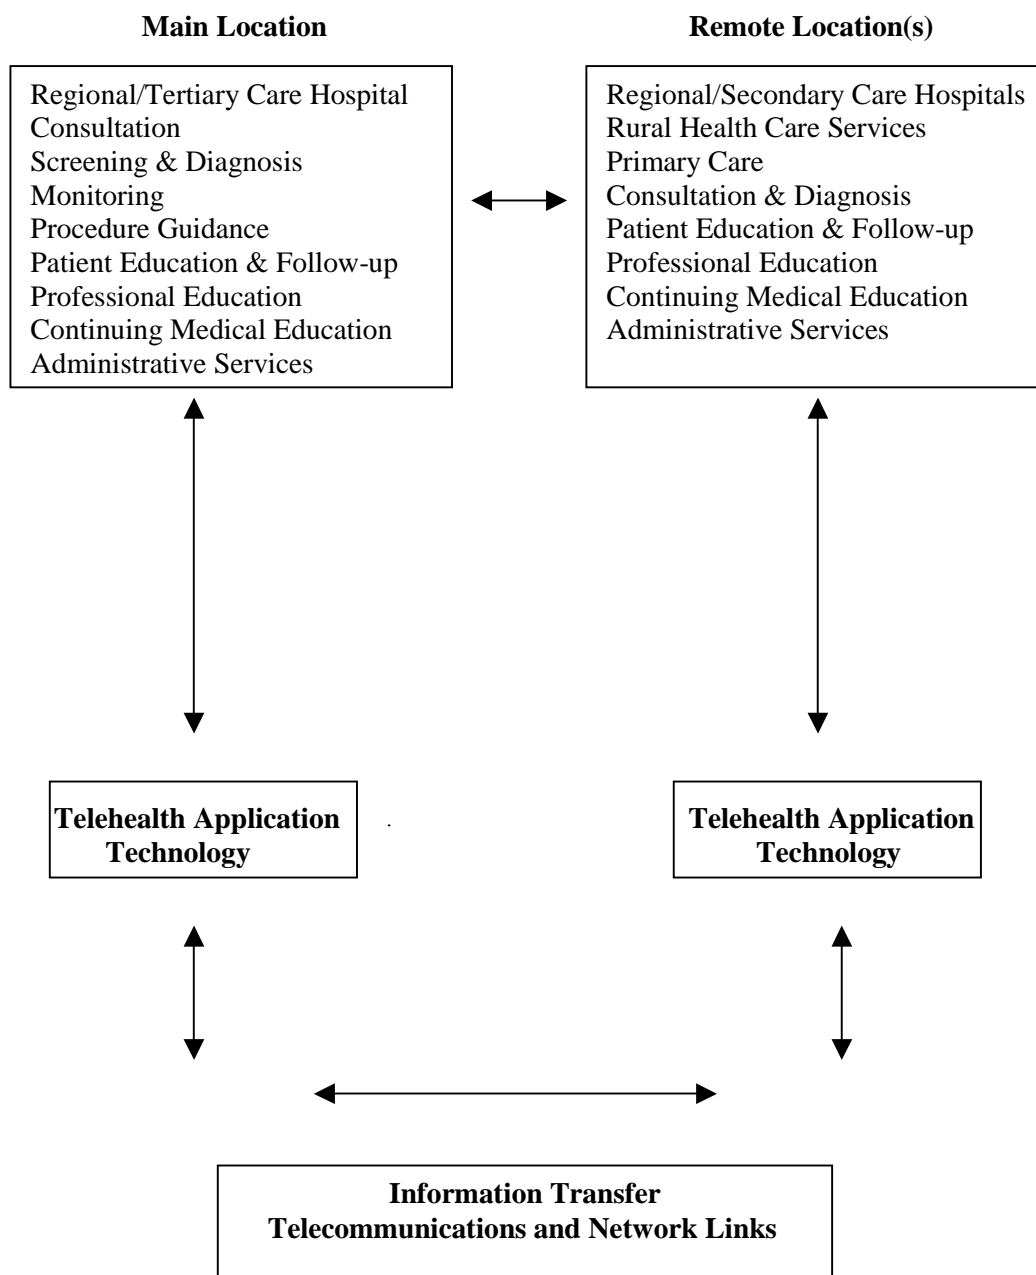 Main Location
Remote Location(s)
Regional/Tertiary Care Hospital
Consultation
Screening & Diagnosis
Monitoring
Procedure Guidance
Patient Education & Follow-up
Professional Education
Continuing Medical Education
Administrative Services
Regional/Secondary Care Hospitals
Rural Health Care Services
Primary Care
Consultation & Diagnosis
Patient Education & Follow-up
Professional Education
Continuing Medical Education
Administrative Services
Telehealth Application
Technology
Telehealth Application
Technology
Information Transfer
Telecommunications and Network Links